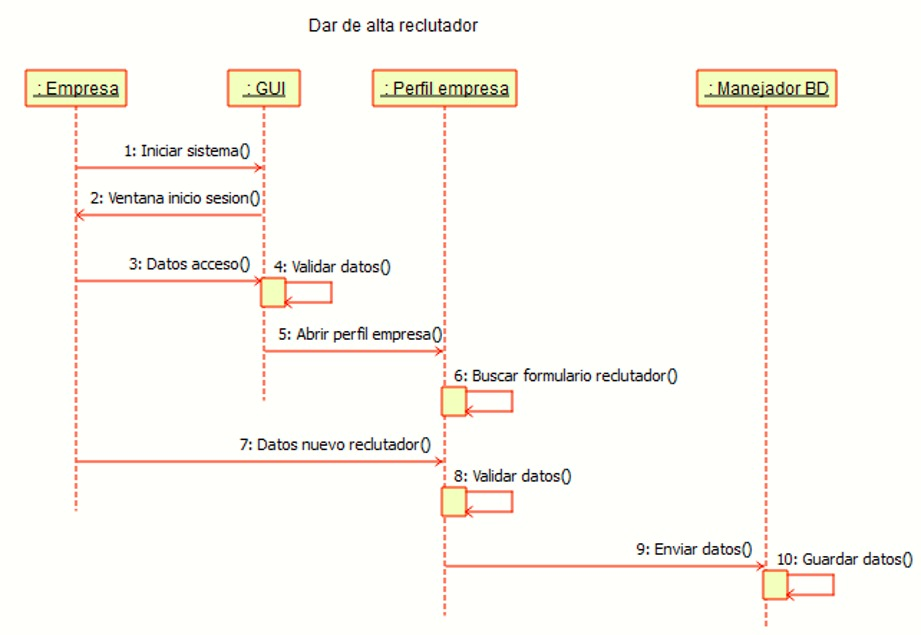 Dar de alta reclutador
: Empresa
: GUI
: Perfil empresa
: Manejador BD
1: Iniciar sistema()
2: Ventana inicio sesion()
3: Datos acceso()
4: Validar datos()
5: Abrir perfil empresa()
6: Buscar formulario reclutador()
7: Datos nuevo reclutador()
8: Validar datos()
9: Enviar datos()
10: Guardar datos()